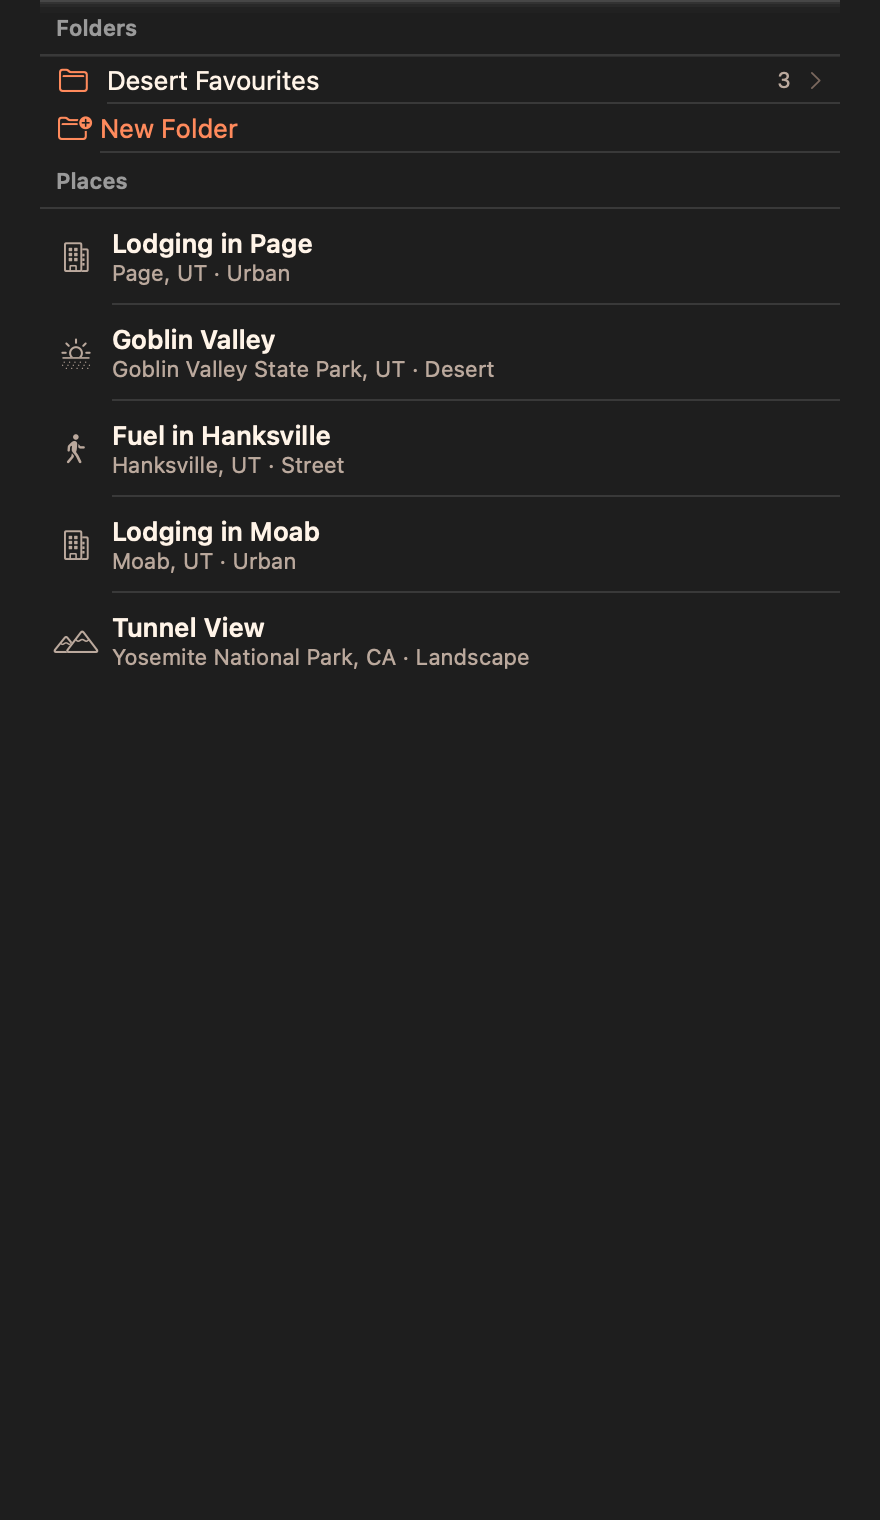 Folders
Desert Favourites 3
New Folder
Places
Lodging in Page
Page, UT · Urban
Goblin Valley
Goblin Valley State Park, UT · Desert
Fuel in Hanksville
Hanksville, UT · Street
Lodging in Moab
Moab, UT · Urban
Tunnel View
Yosemite National Park, CA · Landscape